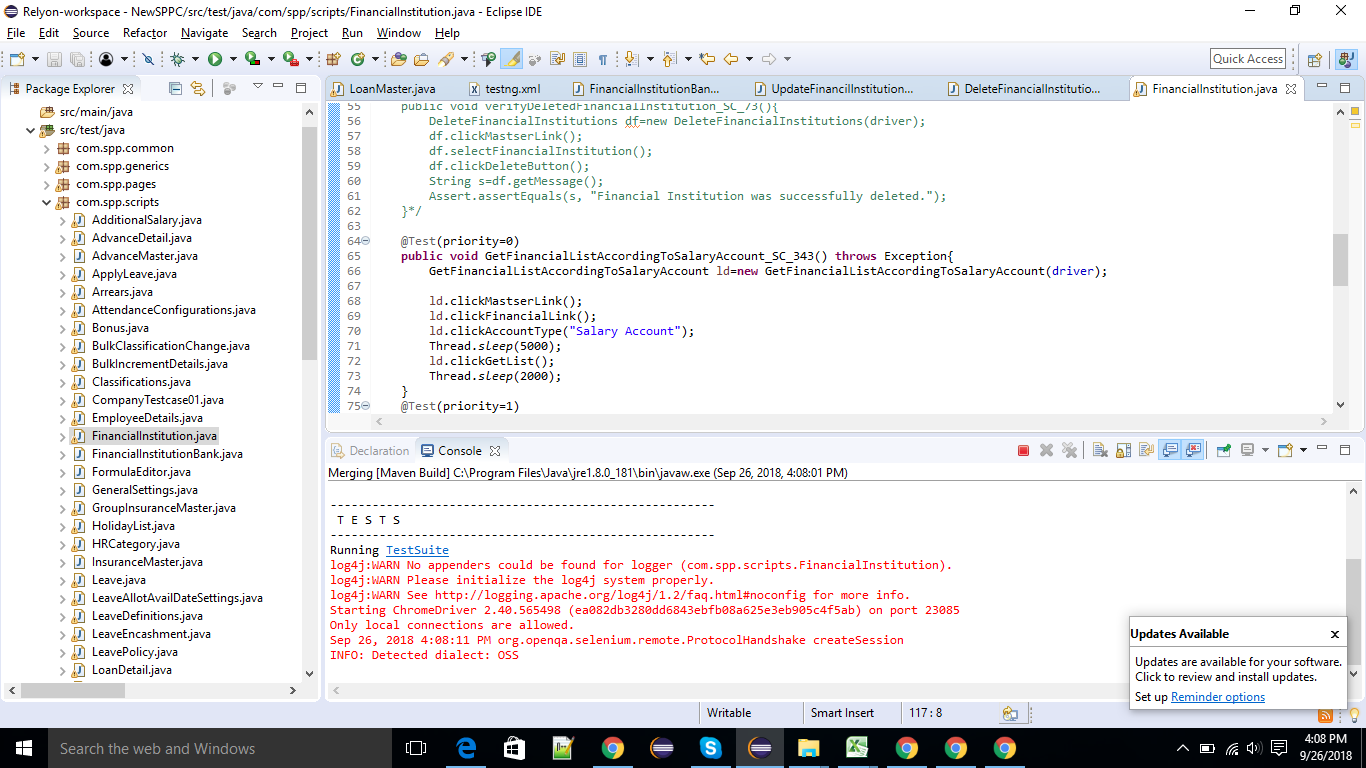 Relyon-workspace - NewSPPC/src/test/java/com/spp/scripts/FinancialInstitution.java - Eclipse IDE
File Edit Source Refactor Navigate Search Project Run Window Help
Quick Access
Package Explorer
src/main/java
src/test/java
com.spp.common
com.spp.generics
com.spp.pages
com.spp.scripts
AdditionalSalary.java
AdvanceDetail.java
AdvanceMaster.java
ApplyLeave.java
Arrears.java
AttendanceConfigurations.java
Bonus.java
BulkClassificationChange.java
BulkIncrementDetails.java
Classifications.java
CompanyTestcase01.java
EmployeeDetails.java
FinancialInstitution.java
FinancialInstitutionBank.java
FormulaEditor.java
GeneralSettings.java
GroupInsuranceMaster.java
HolidayList.java
HRCategory.java
InsuranceMaster.java
Leave.java
LeaveAllotAvailDateSettings.java
LeaveDefinitions.java
LeaveEncashment.java
LeavePolicy.java
LoanDetail.java
LoanMaster.java testng.xml FinancialInstitutionBan... UpdateFinancilInstitution... DeleteFinancialInstitutio... FinancialInstitution.java
55 public void verifyDeletedFinancialInstitution_SC_73(){
56 DeleteFinancialInstitutions df=new DeleteFinancialInstitutions(driver);
57 df.clickMastserLink();
58 df.selectFinancialInstitution();
59 df.clickDeleteButton();
60 String s=df.getMessage();
61 Assert.assertEquals(s, "Financial Institution was successfully deleted.");
62 }*/
63
64 @Test(priority=0)
65 public void GetFinancialListAccordingToSalaryAccount_SC_343() throws Exception{
66 GetFinancialListAccordingToSalaryAccount ld=new GetFinancialListAccordingToSalaryAccount(driver);
67
68 ld.clickMastserLink();
69 ld.clickFinancialLink();
70 ld.clickAccountType("Salary Account");
71 Thread.sleep(5000);
72 ld.clickGetList();
73 Thread.sleep(2000);
74 }
75 @Test(priority=1)
Declaration Console
Merging [Maven Build] C:\Program Files\Java\jre1.8.0_181\bin\javaw.exe (Sep 26, 2018, 4:08:01 PM)
-------------------------------------------------------
T E S T S
-------------------------------------------------------
Running TestSuite
log4j:WARN No appenders could be found for logger (com.spp.scripts.FinancialInstitution).
log4j:WARN Please initialize the log4j system properly.
log4j:WARN See http://logging.apache.org/log4j/1.2/faq.html#noconfig for more info.
Starting ChromeDriver 2.40.565498 (ea082db3280dd6843ebfb08a625e3eb905c4f5ab) on port 23085
Only local connections are allowed.
Sep 26, 2018 4:08:11 PM org.openqa.selenium.remote.ProtocolHandshake createSession
INFO: Detected dialect: OSS
Updates Available
Updates are available for your software.
Click to review and install updates.
Set up Reminder options
Writable Smart Insert 117 : 8
Search the web and Windows
4:08 PM
9/26/2018